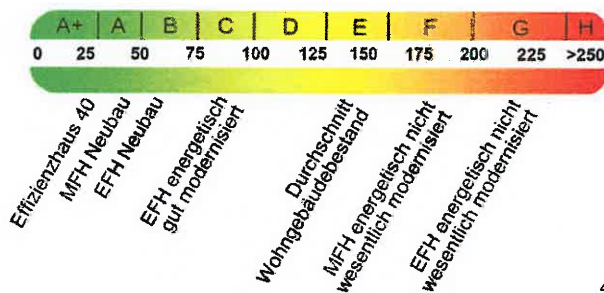 A+ A B C D E F G H
0 25 50 75 100 125 150 175 200 225 >250
Effizienzhaus 40
MFH Neubau
EFH Neubau
EFH energetisch
gut modernisiert
Durchschnitt
Wohngebäudebestand
MFH energetisch nicht
wesentlich modernisiert
EFH energetisch nicht
wesentlich modernisiert